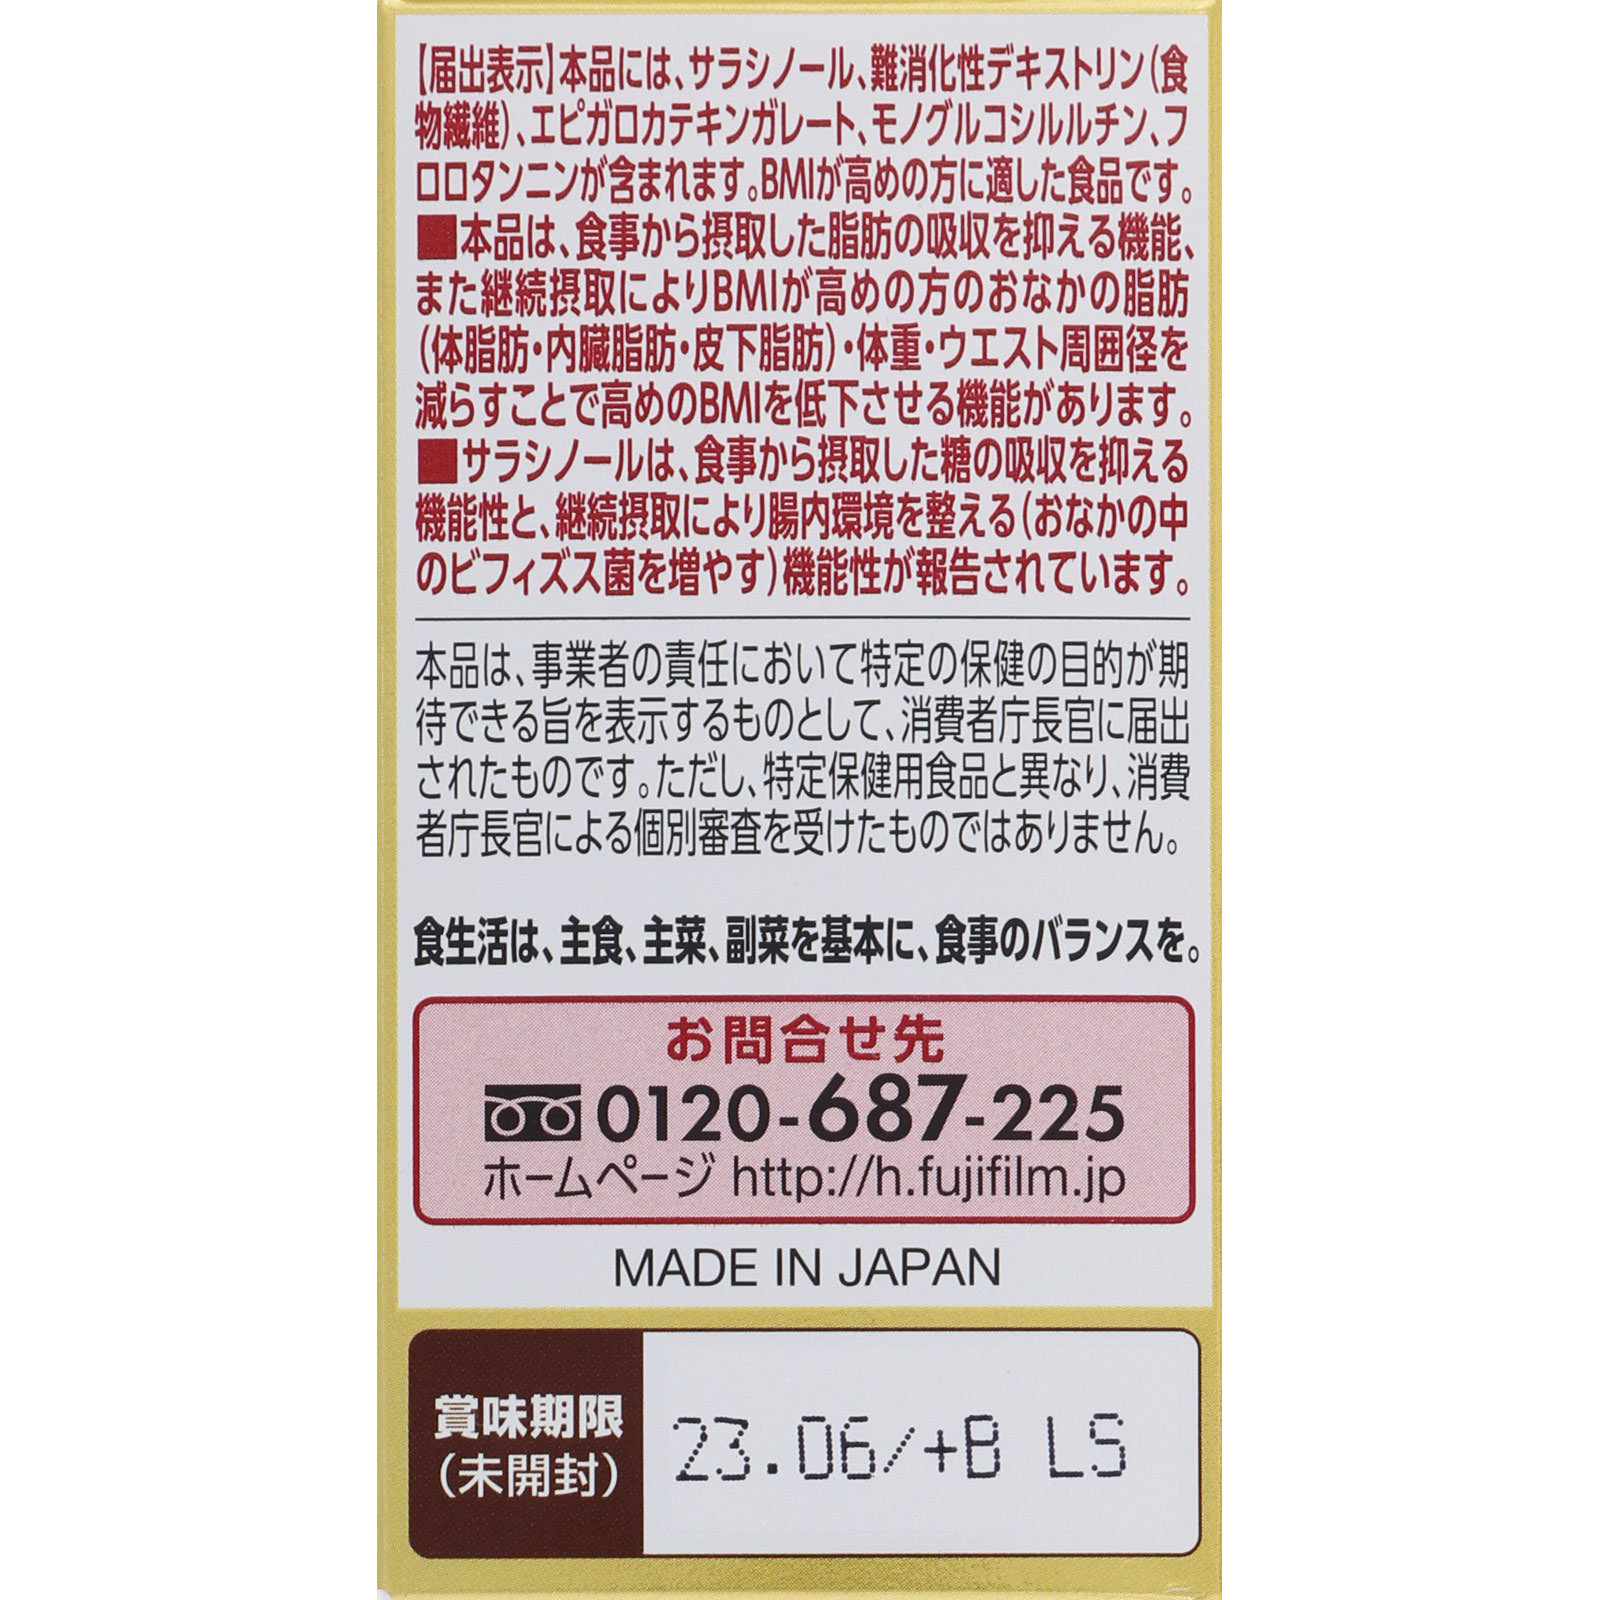 【届出表示】本品には、サラシノール、難消化性デキストリン(食
物繊維)、エピガロカテキンガレート、モノグルコシルルチン、フ
ロロタンニンが含まれます。BMIが高めの方に適した食品です。
■本品は、食事から摂取した脂肪の吸収を抑える機能、
また継続摂取によりBMIが高めの方のおなかの脂肪
(体脂肪・内臓脂肪・皮下脂肪)・体重・ウエスト周囲径を
減らすことで高めのBMIを低下させる機能があります。
■サラシノールは、食事から摂取した糖の吸収を抑える
機能性と、継続摂取により腸内環境を整える(おなかの中
のビフィズス菌を増やす)機能性が報告されています。
本品は、事業者の責任において特定の保健の目的が期
待できる旨を表示するものとして、消費者庁長官に届出
されたものです。ただし、特定保健用食品と異なり、消費
者庁長官による個別審査を受けたものではありません。
食生活は、主食、主菜、副菜を基本に、食事のバランスを。
お問合せ先
0120-687-225
ホームページ http://h.fujifilm.jp
MADE IN JAPAN
賞味期限
(未開封)
23.06/+B LS